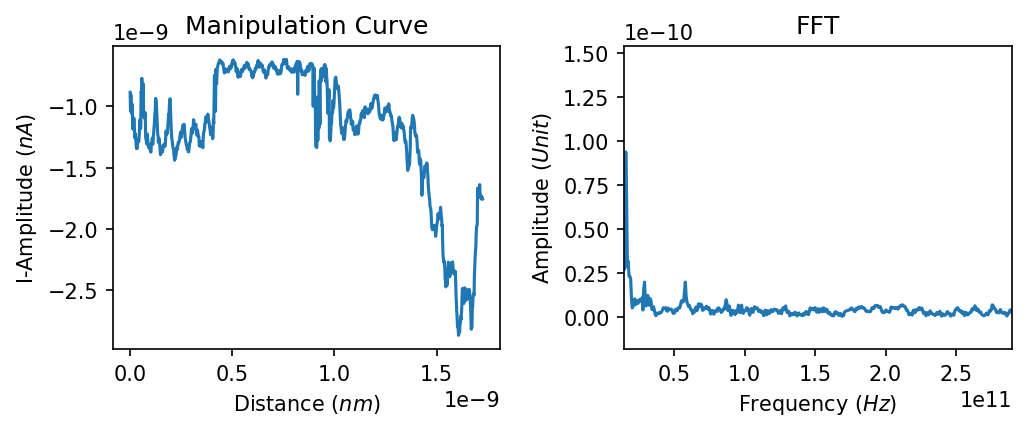 Manipulation Curve
1e−9
I-Amplitude (nA)
−1.0
−1.5
−2.0
−2.5
0.0 0.5 1.0 1.5
1e−9
Distance (nm)
FFT
1e−10
Amplitude (Unit)
1.50
1.25
1.00
0.75
0.50
0.25
0.00
0.5 1.0 1.5 2.0 2.5
1e11
Frequency (Hz)